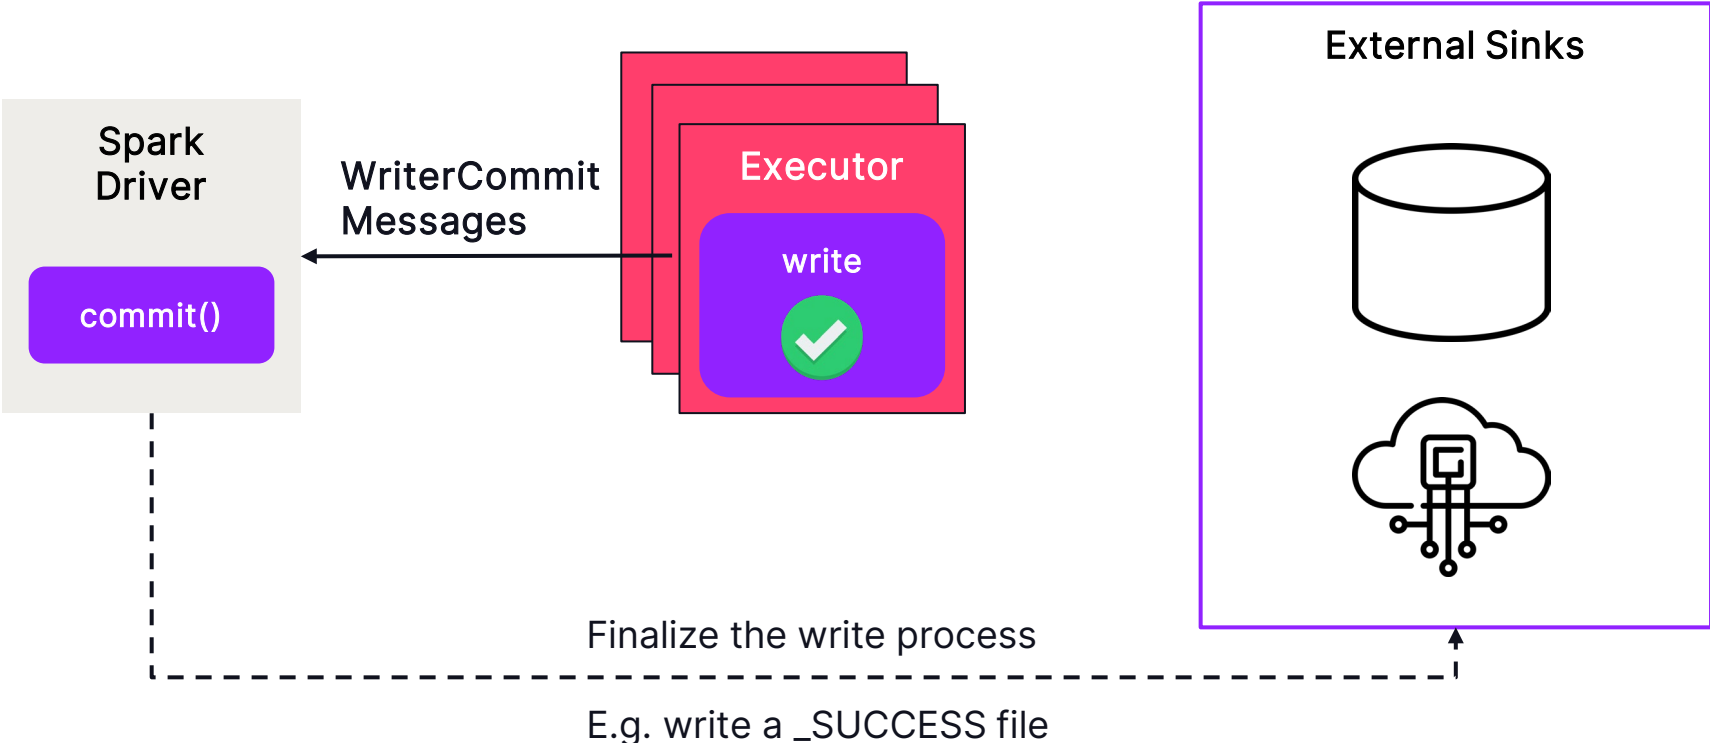 External Sinks
Spark
Driver
WriterCommit
Messages
Executor
write
commit()
Finalize the write process
E.g. write a _SUCCESS file